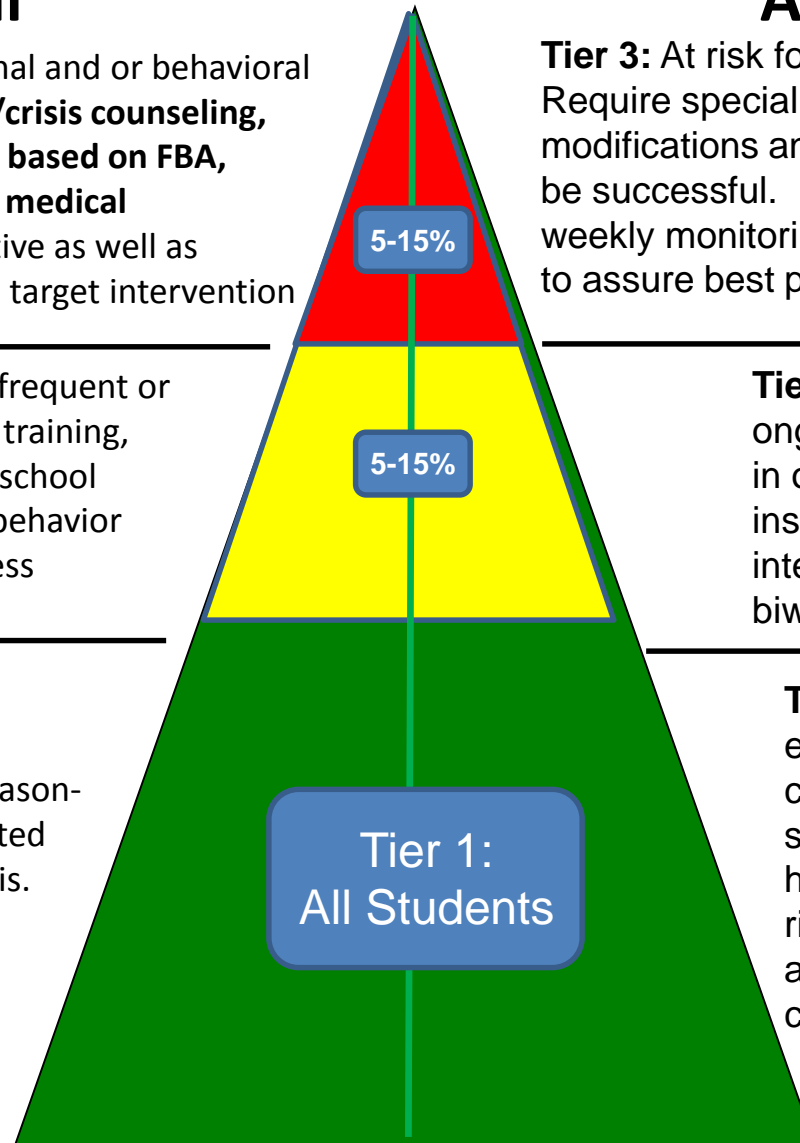 nal and or behavioral
/crisis counseling,
based on FBA,
medical
tive as well as
target intervention
frequent or
training,
school
behavior
ess
ason-
ted
is.
5-15%
5-15%
Tier 1:
All Students
A
Tier 3: At risk fo
Require special
modifications an
be successful.
weekly monitori
to assure best p
Tie
ong
in c
ins
inte
biw
T
e
c
s
h
ri
a
c